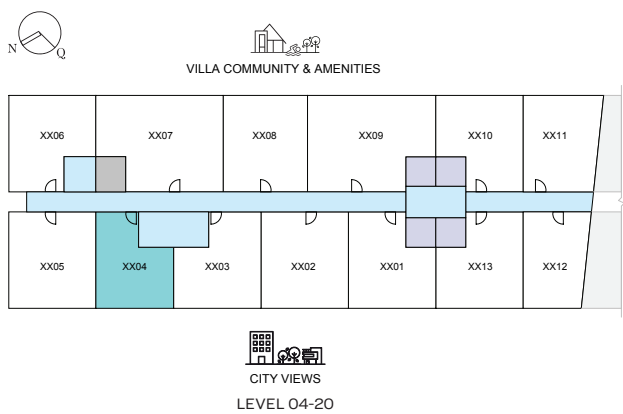 N
Q
VILLA COMMUNITY & AMENITIES
XX06 XX07 XX08 XX09 XX10 XX11
XX05 XX04 XX03 XX02 XX01 XX13 XX12
CITY VIEWS
LEVEL 04-20